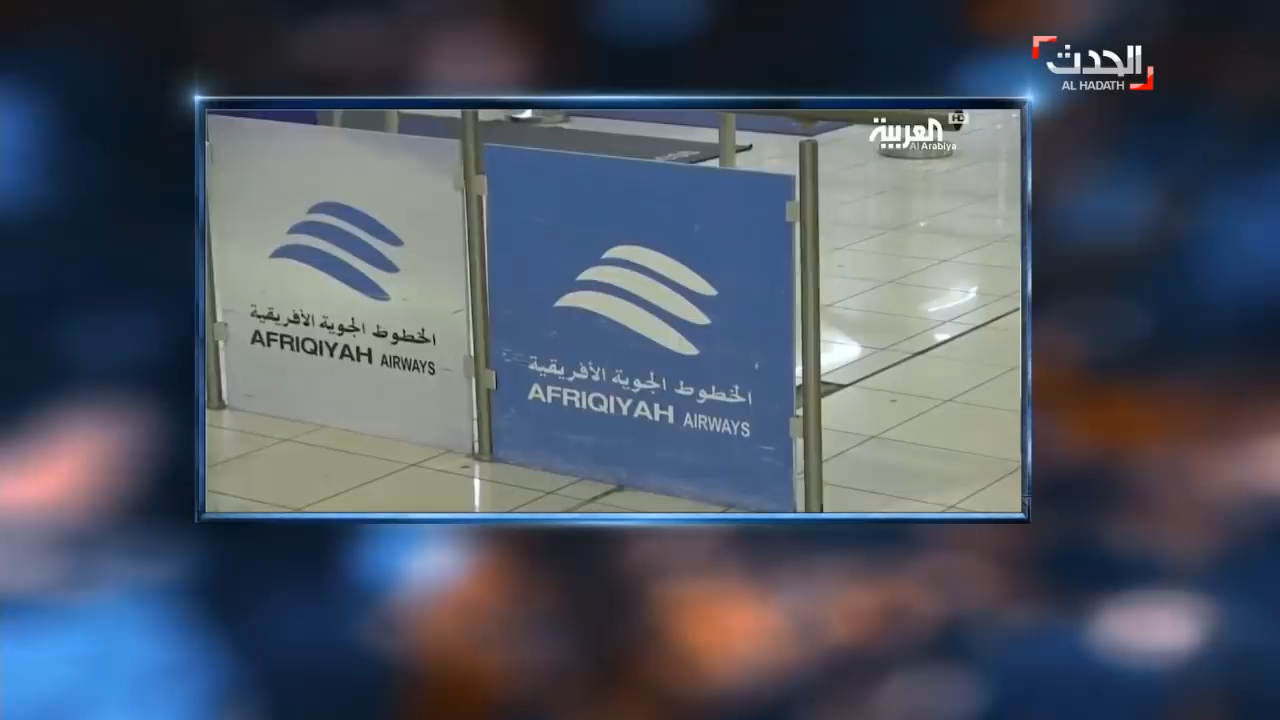 الحدث
AL HADATH
العربية
HD
Al Arabiya
الخطوط الجوية الأفريقية
AFRIQIYAH AIRWAYS
الخطوط الجوية الأفريقية
AFRIQIYAH AIRWAYS